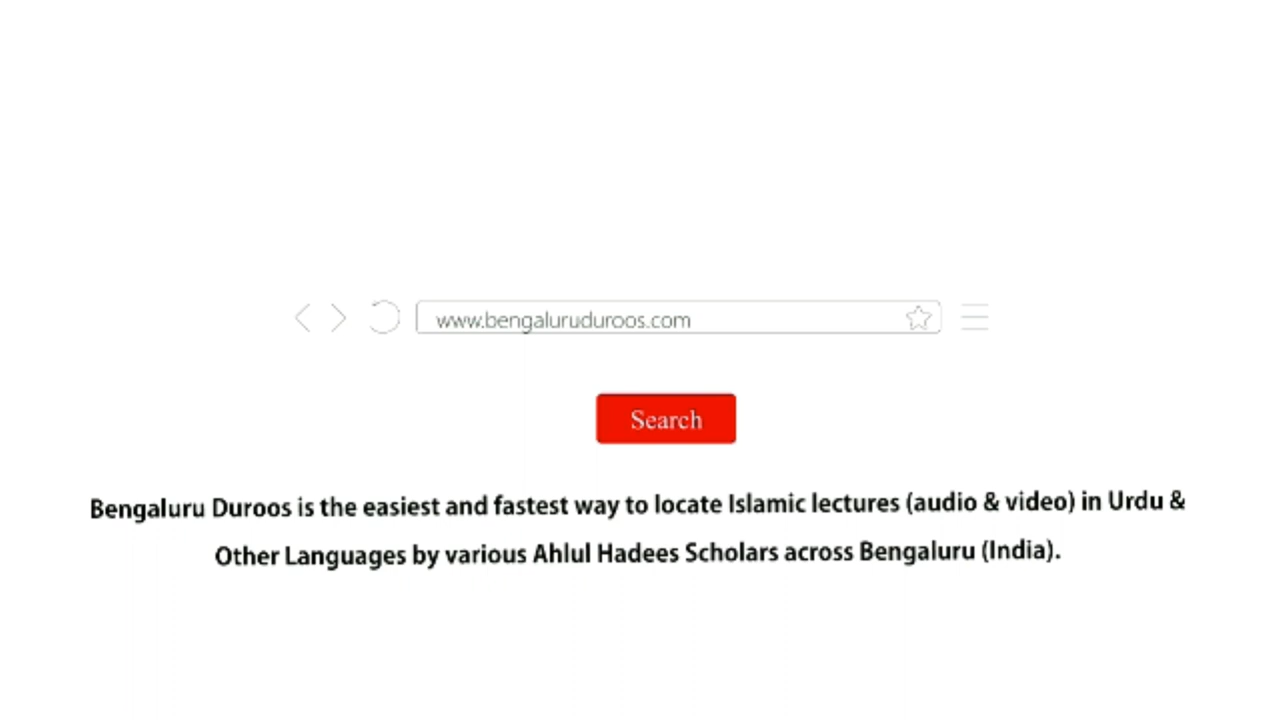 www.bengaluruduroos.com
Search
Bengaluru Duroos is the easiest and fastest way to locate Islamic lectures (audio & video) in Urdu &
Other Languages by various Ahlul Hadees Scholars across Bengaluru (India).